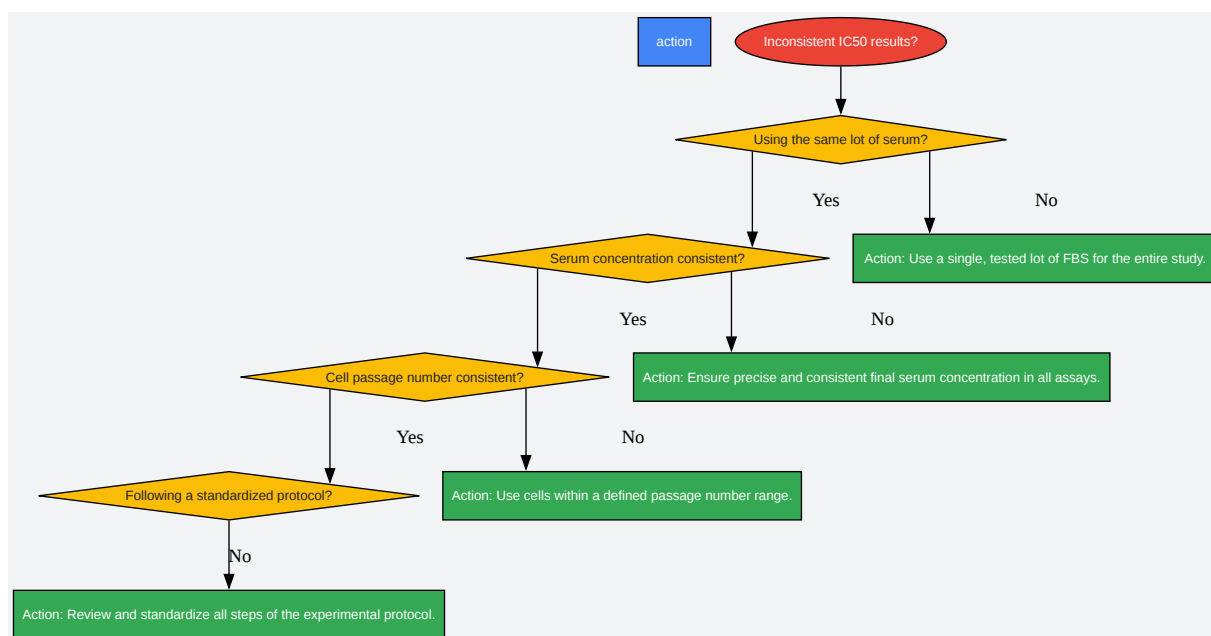 action
Inconsistent IC50 results?
Using the same lot of serum?
Yes
No
Serum concentration consistent?
Action: Use a single, tested lot of FBS for the entire study.
Yes
No
Cell passage number consistent?
Action: Ensure precise and consistent final serum concentration in all assays.
Yes
No
Following a standardized protocol?
Action: Use cells within a defined passage number range.
No
Action: Review and standardize all steps of the experimental protocol.